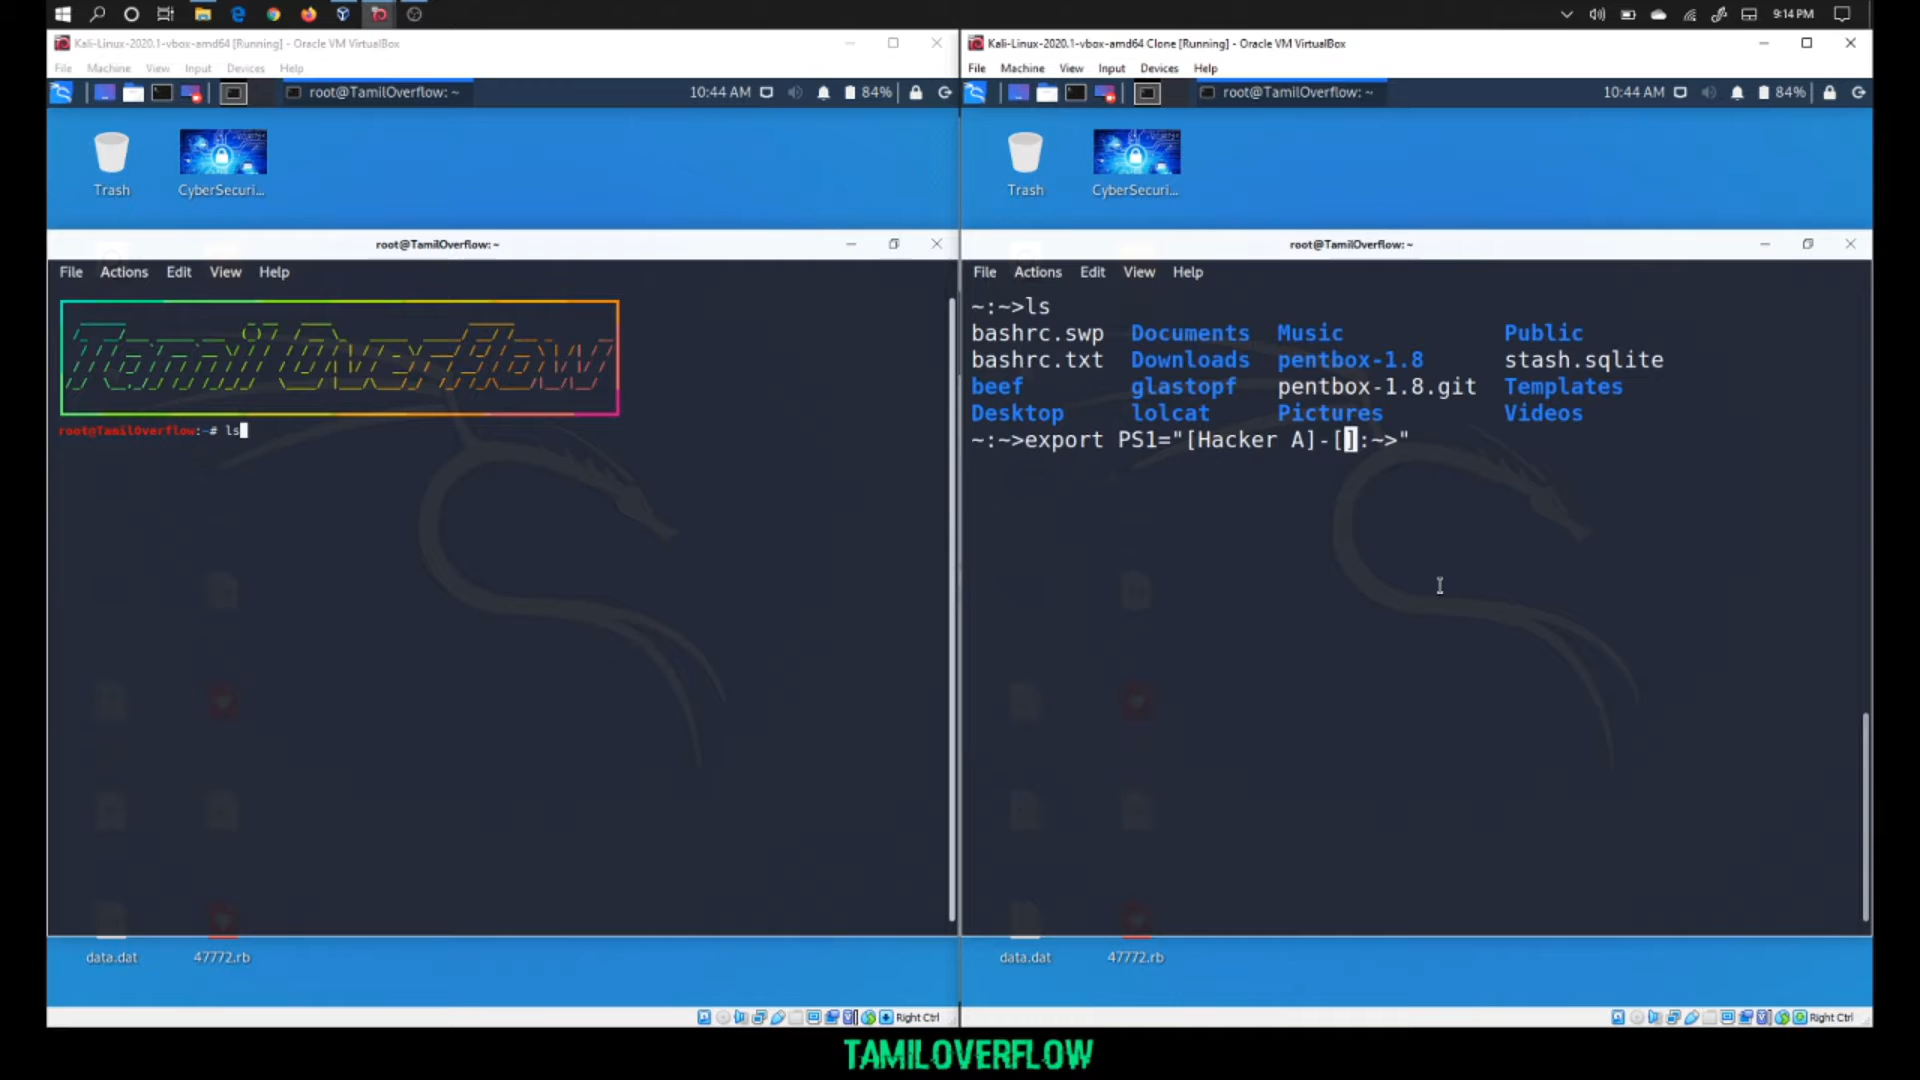 9:14 PM
Kali-Linux-2020.1-vbox-amd64 [Running] - Oracle VM VirtualBox
File Machine View Input Devices Help
root@TamilOverflow: ~
10:44 AM
84%
Trash
CyberSecuri...
root@TamilOverflow: ~
File Actions Edit View Help
Tamil Overflow
root@TamilOverflow:~# ls
data.dat
47772.rb
Right Ctrl
Kali-Linux-2020.1-vbox-amd64 Clone [Running] - Oracle VM VirtualBox
File Machine View Input Devices Help
root@TamilOverflow: ~
10:44 AM
84%
Trash
CyberSecuri...
root@TamilOverflow: ~
File Actions Edit View Help
~:~>ls
bashrc.swp Documents Music Public
bashrc.txt Downloads pentbox-1.8 stash.sqlite
beef glastopf pentbox-1.8.git Templates
Desktop lolcat Pictures Videos
~:~>export PS1="[Hacker A]-[]:~>"
data.dat
47772.rb
Right Ctrl
TAMILOVERFLOW